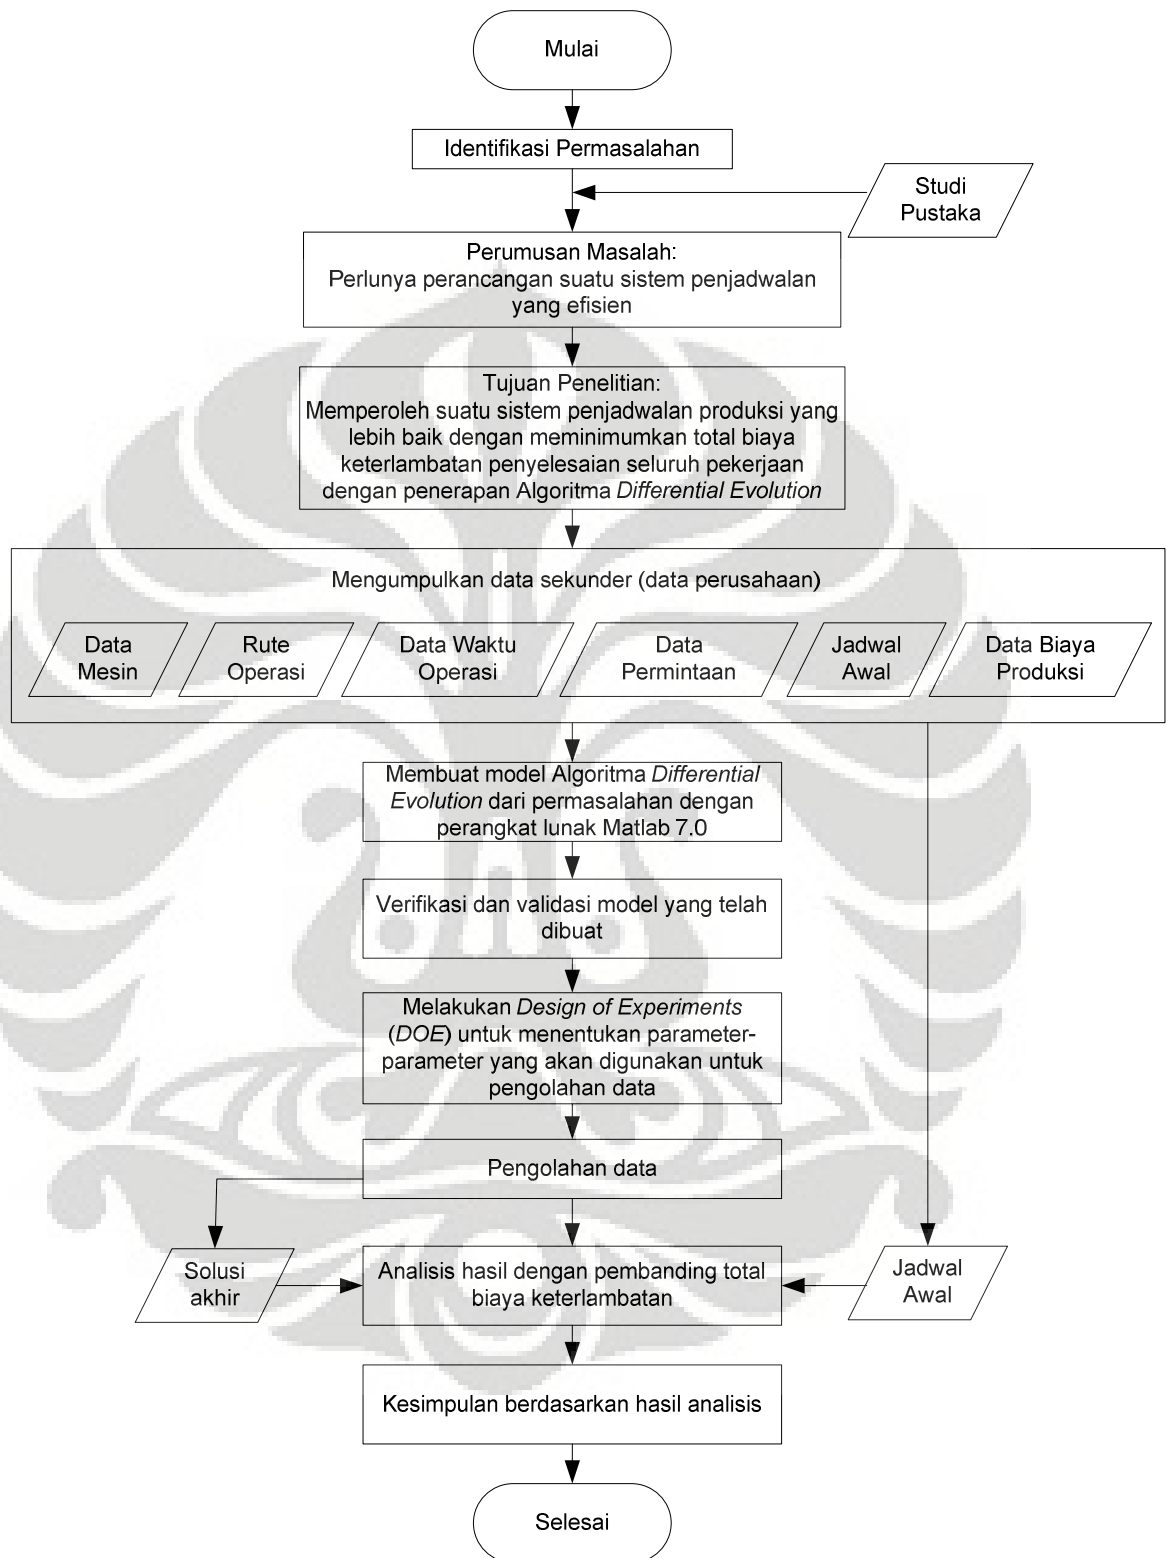 Mulai
Identifikasi Permasalahan
Studi
Pustaka
Perumusan Masalah:
Perlunya perancangan suatu sistem penjadwalan
yang efisien
Tujuan Penelitian:
Memperoleh suatu sistem penjadwalan produksi yang
lebih baik dengan meminimumkan total biaya
keterlambatan penyelesaian seluruh pekerjaan
dengan penerapan Algoritma Differential Evolution
Mengumpulkan data sekunder (data perusahaan)
Data
Mesin
Rute
Operasi
Data Waktu
Operasi
Data
Permintaan
Jadwal
Awal
Data Biaya
Produksi
Membuat model Algoritma Differential
Evolution dari permasalahan dengan
perangkat lunak Matlab 7.0
Verifikasi dan validasi model yang telah
dibuat
Melakukan Design of Experiments
(DOE) untuk menentukan parameter-
parameter yang akan digunakan untuk
pengolahan data
Pengolahan data
Solusi
akhir
Analisis hasil dengan pembanding total
biaya keterlambatan
Jadwal
Awal
Kesimpulan berdasarkan hasil analisis
Selesai